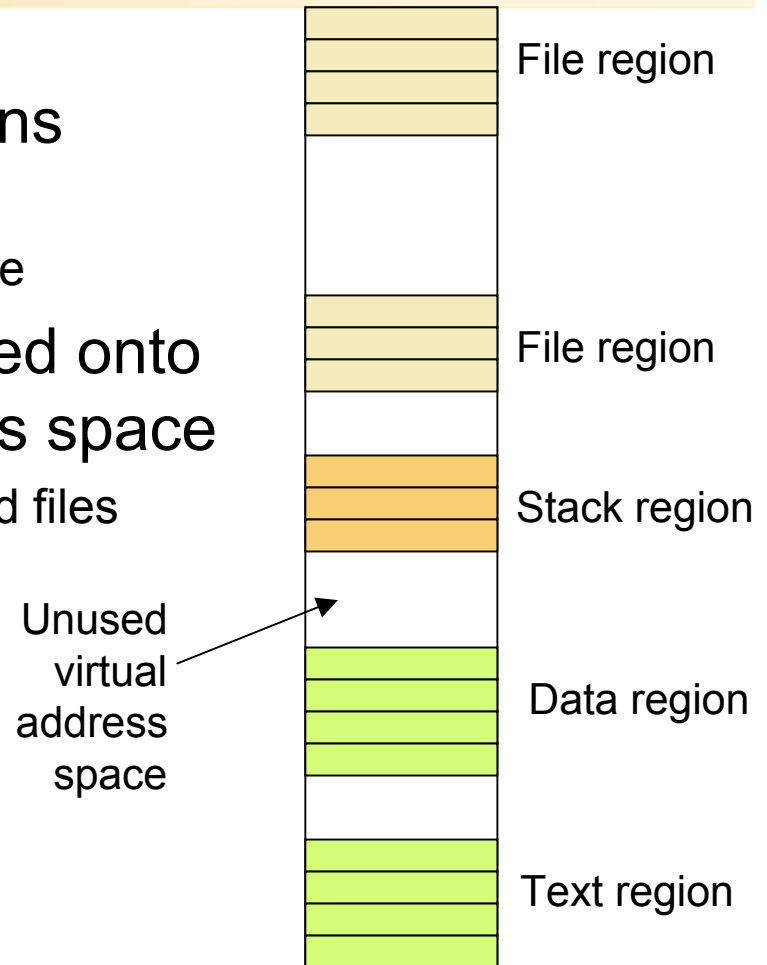 File region
ns
e
ed onto
File region
s space
d files
Stack region
Unused
virtual
address
space
Data region
Text region